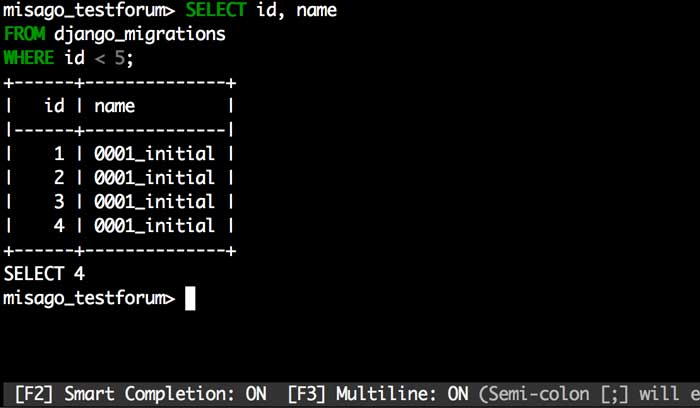 misago_testforum> SELECT id, name
FROM django_migrations
WHERE id < 5;
+------+--------------+
|   id | name         |
|------+--------------|
|    1 | 0001_initial |
|    2 | 0001_initial |
|    3 | 0001_initial |
|    4 | 0001_initial |
+------+--------------+
SELECT 4
misago_testforum>
[F2] Smart Completion: ON  [F3] Multiline: ON (Semi-colon [;] will e